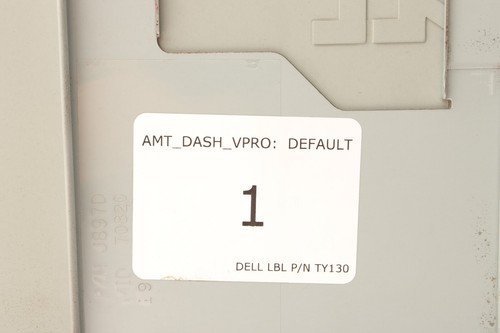 AMT_DASH_VPRO: DEFAULT
1
DELL LBL P/N TY130